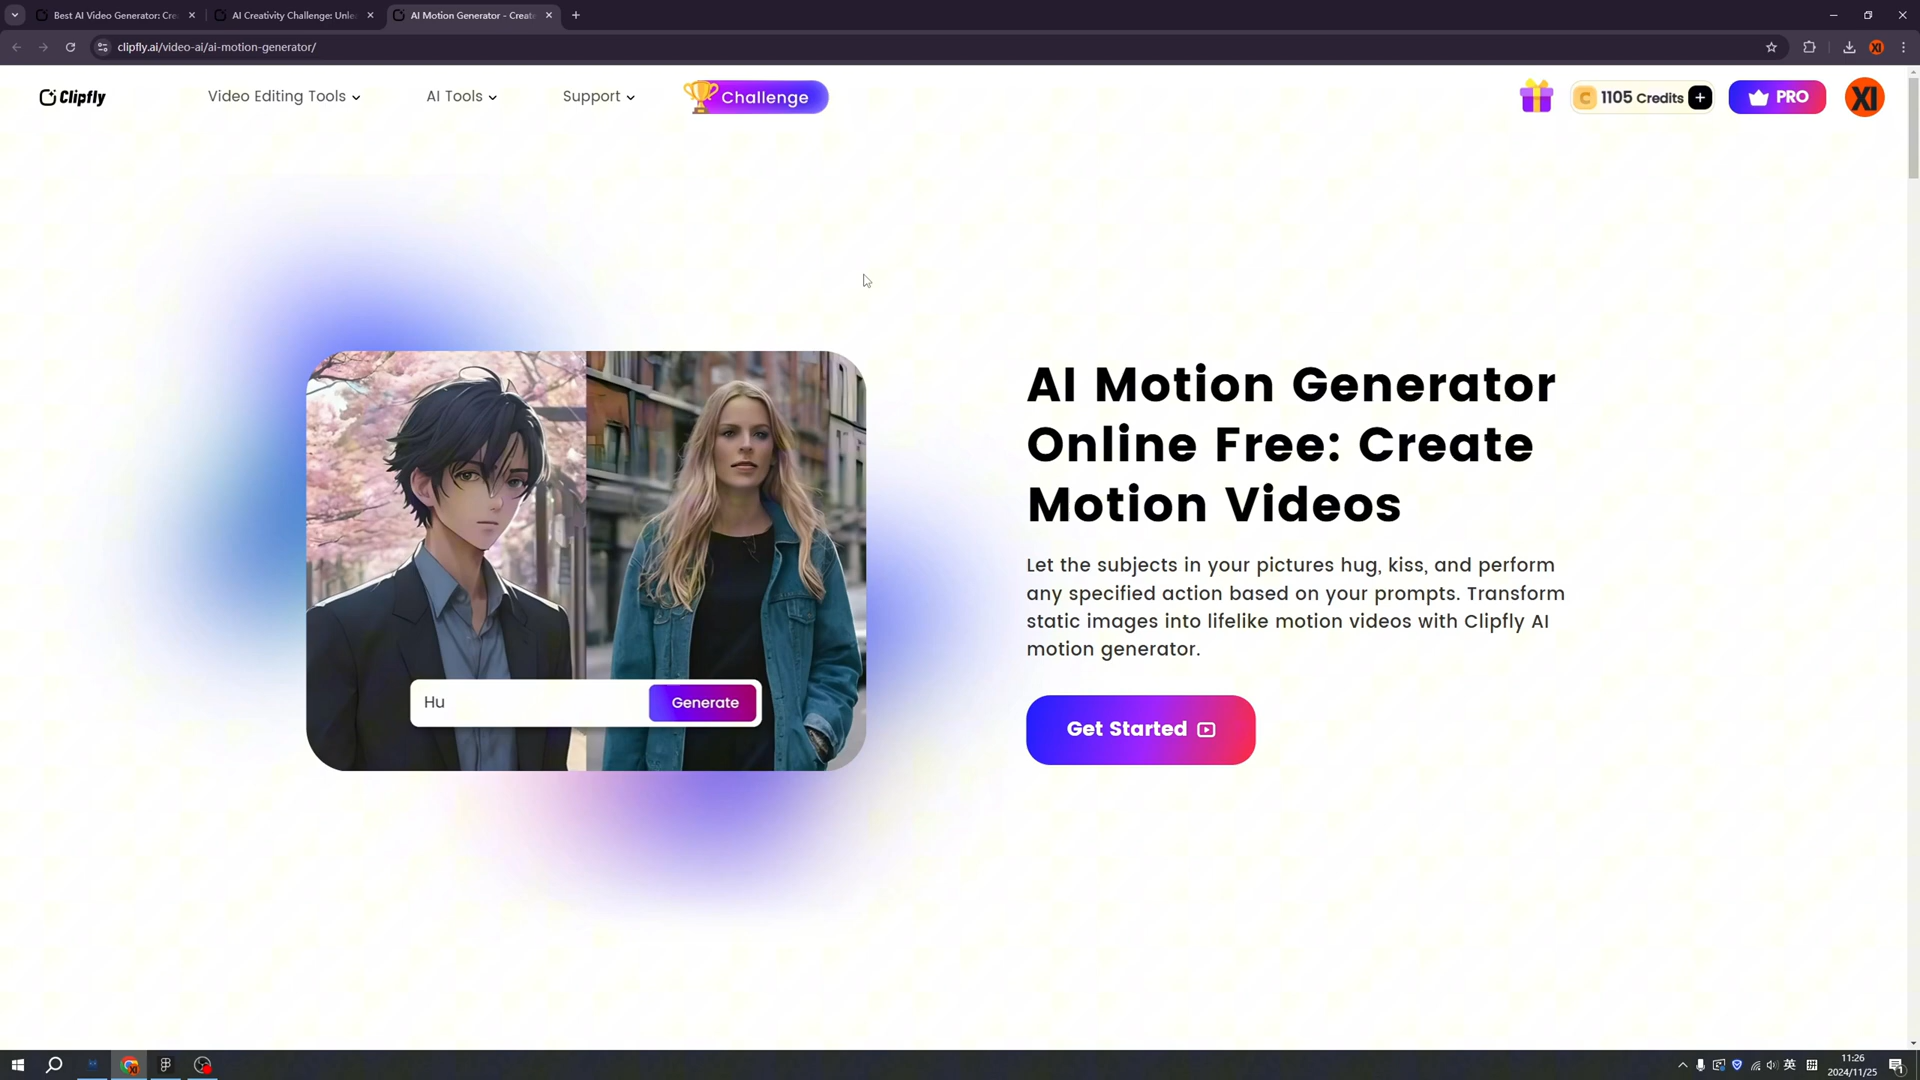 Best AI Video Generator: Cre
AI Creativity Challenge: Unle
AI Motion Generator - Create
clipfly.ai/video-ai/ai-motion-generator/
Clipfly
Video Editing Tools
AI Tools
Support
Challenge
C 1105 Credits +
PRO
XI
AI Motion Generator
Online Free: Create
Motion Videos
Let the subjects in your pictures hug, kiss, and perform
any specified action based on your prompts. Transform
static images into lifelike motion videos with Clipfly AI
motion generator.
Hu
Generate
Get Started
英
11:26
2024/11/25